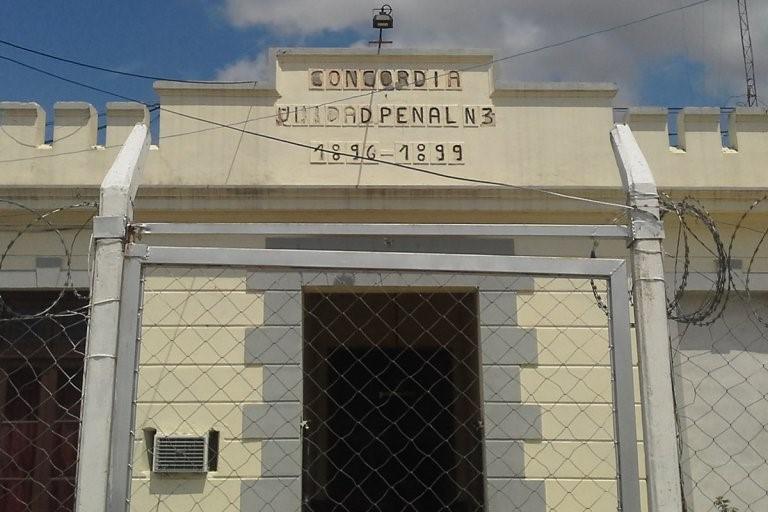 CONCORDIA
UNIDAD PENAL N3
1896-1899